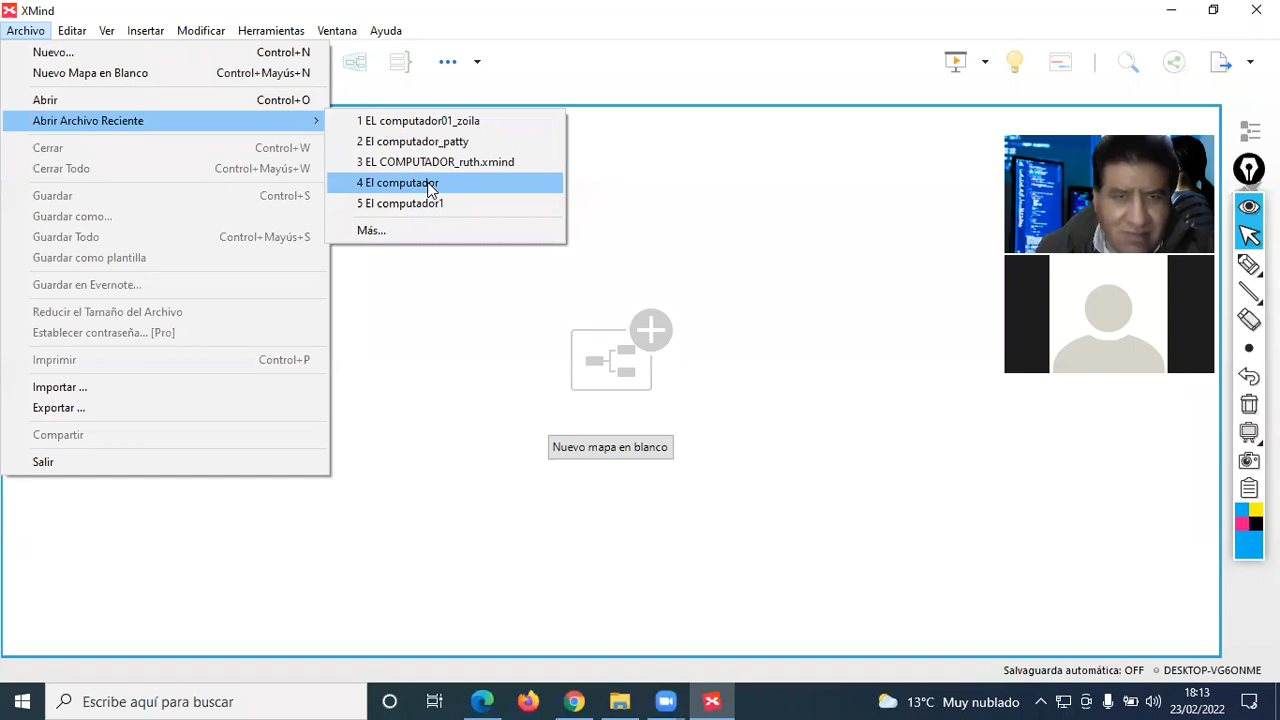 XMind
Archivo Editar Ver Insertar Modificar Herramientas Ventana Ayuda
Nuevo... Control+N
Nuevo Mapa en Blanco Control+Mayús+N
Abrir Control+O
Abrir Archivo Reciente
1 EL computador01_zoila
2 El computador_patty
3 EL COMPUTADOR_ruth.xmind
4 El computador
5 El computador1
Más...
Cerrar Control+W
Cerrar Todo Control+Mayús+W
Guardar Control+S
Guardar como...
Guardar Todo Control+Mayús+S
Guardar como plantilla
Guardar en Evernote...
Reducir el Tamaño del Archivo
Establecer contraseña... [Pro]
Imprimir Control+P
Importar ...
Exportar ...
Compartir
Salir
Nuevo mapa en blanco
Salvaguarda automática: OFF DESKTOP-VG6ONME
Escribe aquí para buscar
13°C Muy nublado
18:13
23/02/2022